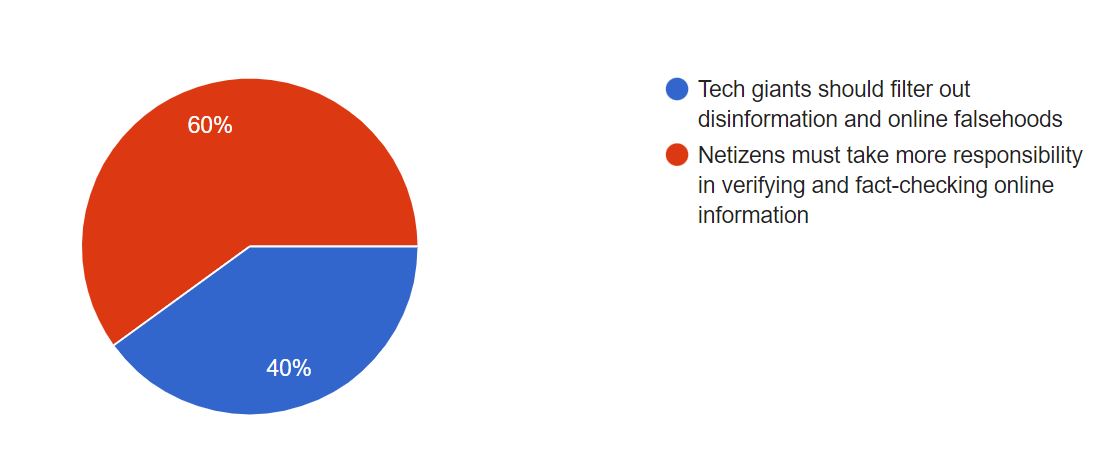 60%
40%
Tech giants should filter out
disinformation and online falsehoods
Netizens must take more responsibility
in verifying and fact-checking online
information